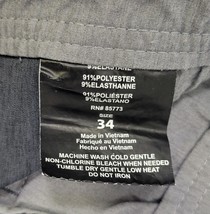 9%ELASTANE
91%POLYESTER
9%ELASTHANNE
91%POLIÉSTER
9%ELASTANO
RN# 85773
SIZE
34
Made in Vietnam
Fabriqué au Vietnam
Hecho en Vietnam
MACHINE WASH COLD GENTLE
NON-CHLORINE BLEACH WHEN NEEDED
TUMBLE DRY GENTLE LOW HEAT
DO NOT IRON